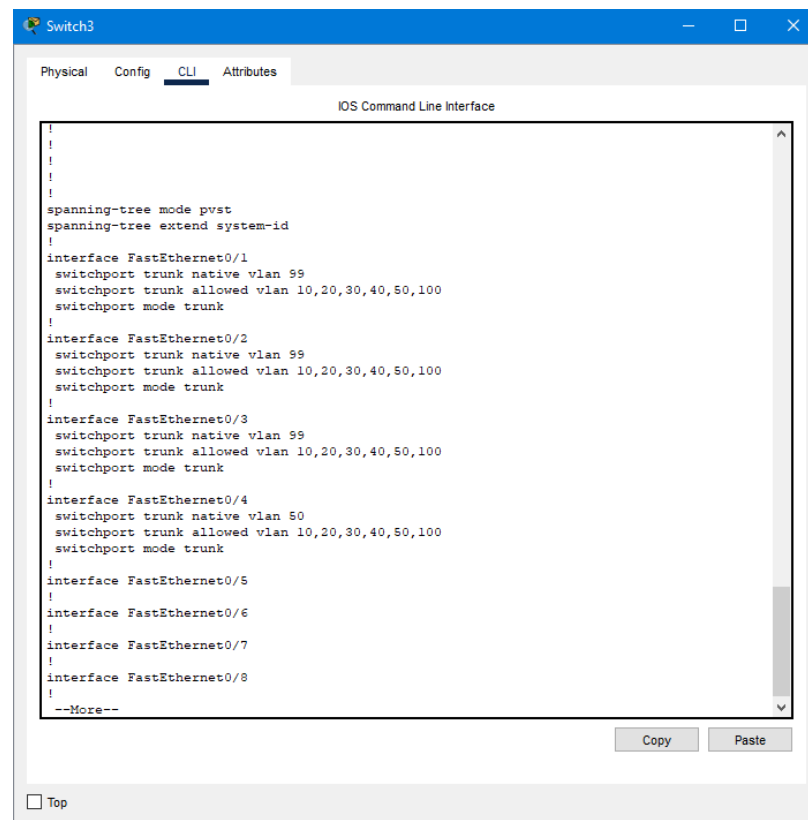 Switch3
Physical Config CLI Attributes
IOS Command Line Interface
!
!
!
!
!
spanning-tree mode pvst
spanning-tree extend system-id
!
interface FastEthernet0/1
switchport trunk native vlan 99
switchport trunk allowed vlan 10,20,30,40,50,100
switchport mode trunk
!
interface FastEthernet0/2
switchport trunk native vlan 99
switchport trunk allowed vlan 10,20,30,40,50,100
switchport mode trunk
!
interface FastEthernet0/3
switchport trunk native vlan 99
switchport trunk allowed vlan 10,20,30,40,50,100
switchport mode trunk
!
interface FastEthernet0/4
switchport trunk native vlan 50
switchport trunk allowed vlan 10,20,30,40,50,100
switchport mode trunk
!
interface FastEthernet0/5
!
interface FastEthernet0/6
!
interface FastEthernet0/7
!
interface FastEthernet0/8
!
--More--
Copy Paste
Top